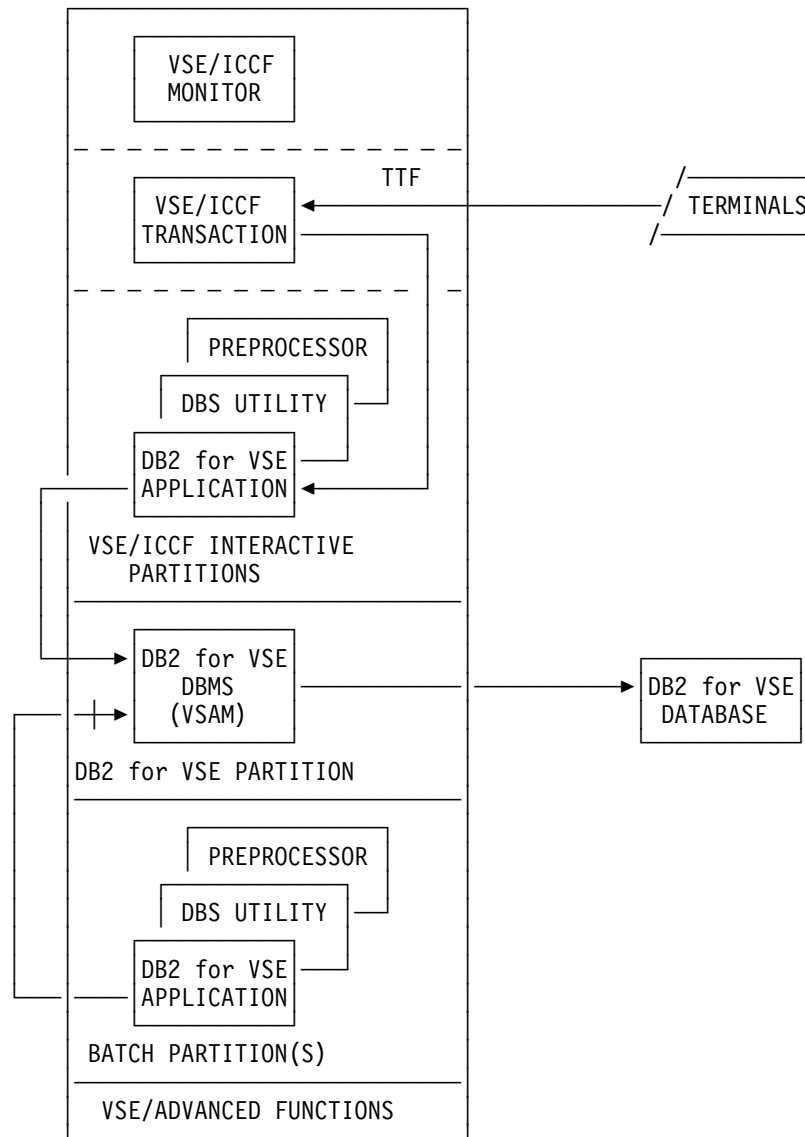 VSE/ICCF
MONITOR
TTF
VSE/ICCF
TRANSACTION
TERMINALS
PREPROCESSOR
DBS UTILITY
DB2 for VSE
APPLICATION
VSE/ICCF INTERACTIVE
PARTITIONS
DB2 for VSE
DBMS
(VSAM)
DB2 for VSE
DATABASE
DB2 for VSE PARTITION
PREPROCESSOR
DBS UTILITY
DB2 for VSE
APPLICATION
BATCH PARTITION(S)
VSE/ADVANCED FUNCTIONS